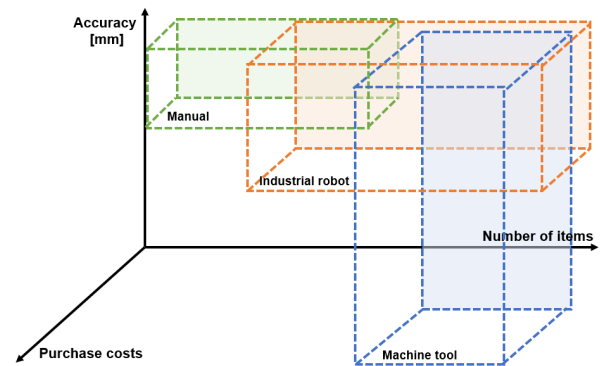 Accuracy
[mm]
Manual
Industrial robot
Number of items
Purchase costs
Machine tool